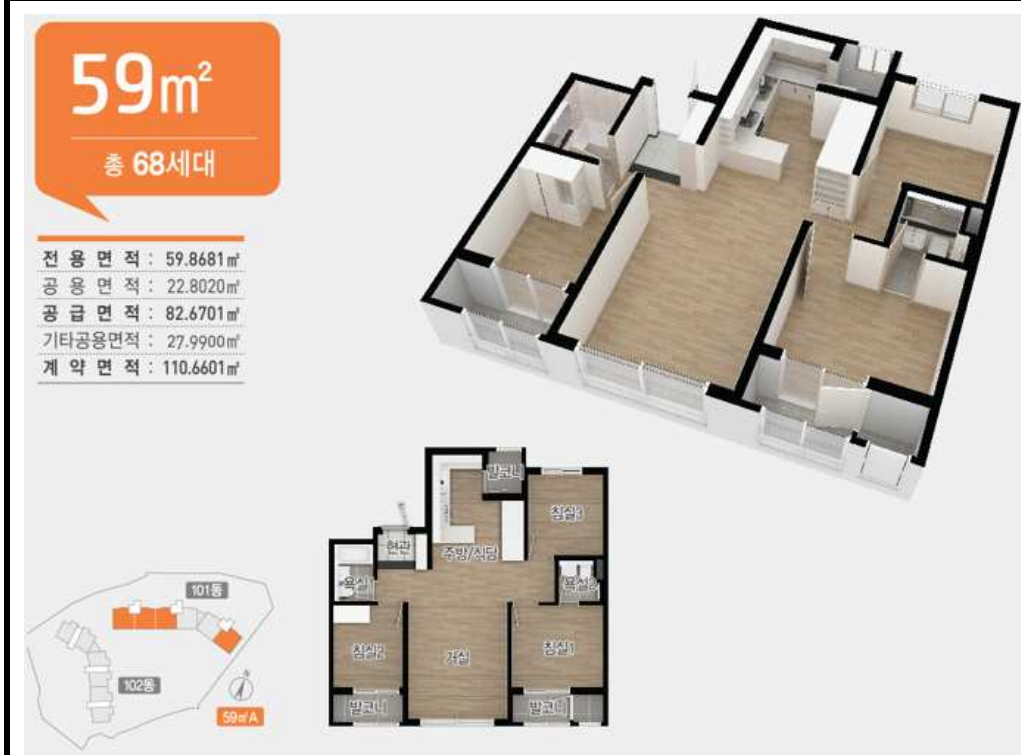 59m²
총 68세대
전 용 면 적 : 59.8681㎡
공 용 면 적 : 22.8020㎡
공 급 면 적 : 82.6701㎡
기타공용면적 : 27.9900㎡
계 약 면 적 : 110.6601㎡
발코니
침실3
현관
주방/식당
욕실1
욕실2
침실2
거실
침실1
발코니
발코니
101동
102동
N
59㎡A